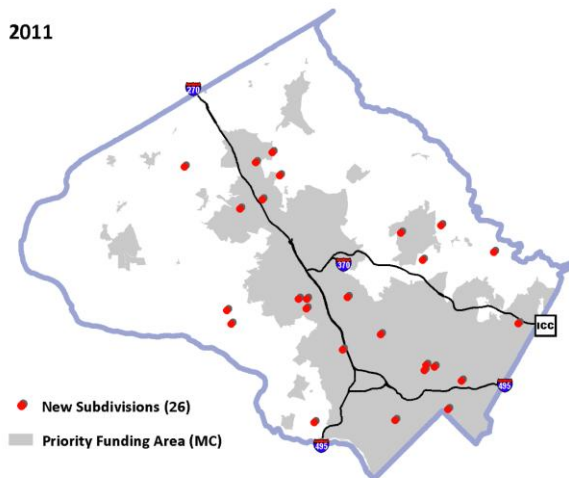 2011
270
370
ICC
495
New Subdivisions (26)
Priority Funding Area (MC)
495